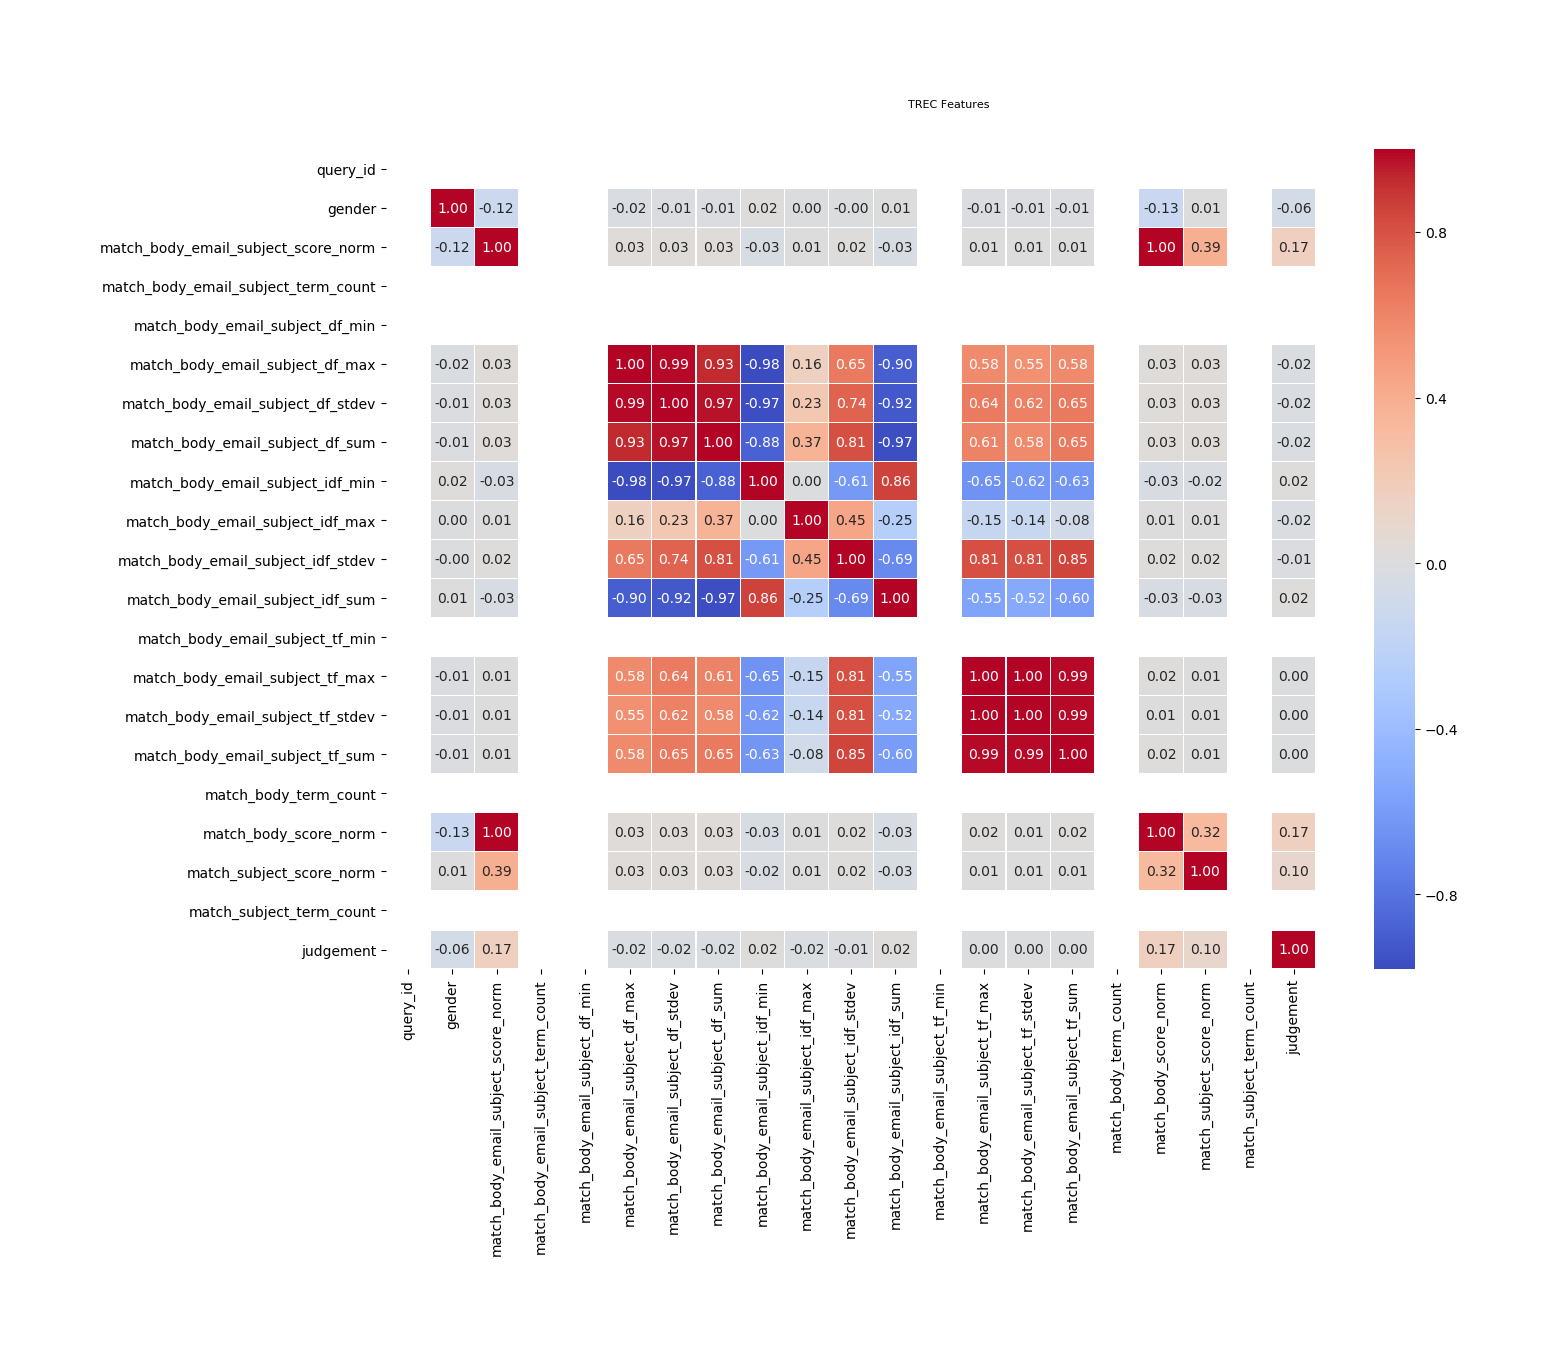 TREC Features
query_id
gender 1.00 -0.12 -0.02 -0.01 -0.01 0.02 0.00 -0.00 0.01 -0.01 -0.01 -0.01 -0.13 0.01 -0.06
match_body_email_subject_score_norm -0.12 1.00 0.03 0.03 0.03 -0.03 0.01 0.02 -0.03 0.01 0.01 0.01 1.00 0.39 0.17
match_body_email_subject_term_count
match_body_email_subject_df_min
match_body_email_subject_df_max -0.02 0.03 1.00 0.99 0.93 -0.98 0.16 0.65 -0.90 0.58 0.55 0.58 0.03 0.03 -0.02
match_body_email_subject_df_stdev -0.01 0.03 0.99 1.00 0.97 -0.97 0.23 0.74 -0.92 0.64 0.62 0.65 0.03 0.03 -0.02
match_body_email_subject_df_sum -0.01 0.03 0.93 0.97 1.00 -0.88 0.37 0.81 -0.97 0.61 0.58 0.65 0.03 0.03 -0.02
match_body_email_subject_idf_min 0.02 -0.03 -0.98 -0.97 -0.88 1.00 0.00 -0.61 0.86 -0.65 -0.62 -0.63 -0.03 -0.02 0.02
match_body_email_subject_idf_max 0.00 0.01 0.16 0.23 0.37 0.00 1.00 0.45 -0.25 -0.15 -0.14 -0.08 0.01 0.01 -0.02
match_body_email_subject_idf_stdev -0.00 0.02 0.65 0.74 0.81 -0.61 0.45 1.00 -0.69 0.81 0.81 0.85 0.02 0.02 -0.01
match_body_email_subject_idf_sum 0.01 -0.03 -0.90 -0.92 -0.97 0.86 -0.25 -0.69 1.00 -0.55 -0.52 -0.60 -0.03 -0.03 0.02
match_body_email_subject_tf_min
match_body_email_subject_tf_max -0.01 0.01 0.58 0.64 0.61 -0.65 -0.15 0.81 -0.55 1.00 1.00 0.99 0.02 0.01 0.00
match_body_email_subject_tf_stdev -0.01 0.01 0.55 0.62 0.58 -0.62 -0.14 0.81 -0.52 1.00 1.00 0.99 0.01 0.01 0.00
match_body_email_subject_tf_sum -0.01 0.01 0.58 0.65 0.65 -0.63 -0.08 0.85 -0.60 0.99 0.99 1.00 0.02 0.01 0.00
match_body_term_count
match_body_score_norm -0.13 1.00 0.03 0.03 0.03 -0.03 0.01 0.02 -0.03 0.02 0.01 0.02 1.00 0.32 0.17
match_subject_score_norm 0.01 0.39 0.03 0.03 0.03 -0.02 0.01 0.02 -0.03 0.01 0.01 0.01 0.32 1.00 0.10
match_subject_term_count
judgement -0.06 0.17 -0.02 -0.02 -0.02 0.02 -0.02 -0.01 0.02 0.00 0.00 0.00 0.17 0.10 1.00
query_id
gender
match_body_email_subject_score_norm
match_body_email_subject_term_count
match_body_email_subject_df_min
match_body_email_subject_df_max
match_body_email_subject_df_stdev
match_body_email_subject_df_sum
match_body_email_subject_idf_min
match_body_email_subject_idf_max
match_body_email_subject_idf_stdev
match_body_email_subject_idf_sum
match_body_email_subject_tf_min
match_body_email_subject_tf_max
match_body_email_subject_tf_stdev
match_body_email_subject_tf_sum
match_body_term_count
match_body_score_norm
match_subject_score_norm
match_subject_term_count
judgement
0.8
0.4
0.0
−0.4
−0.8